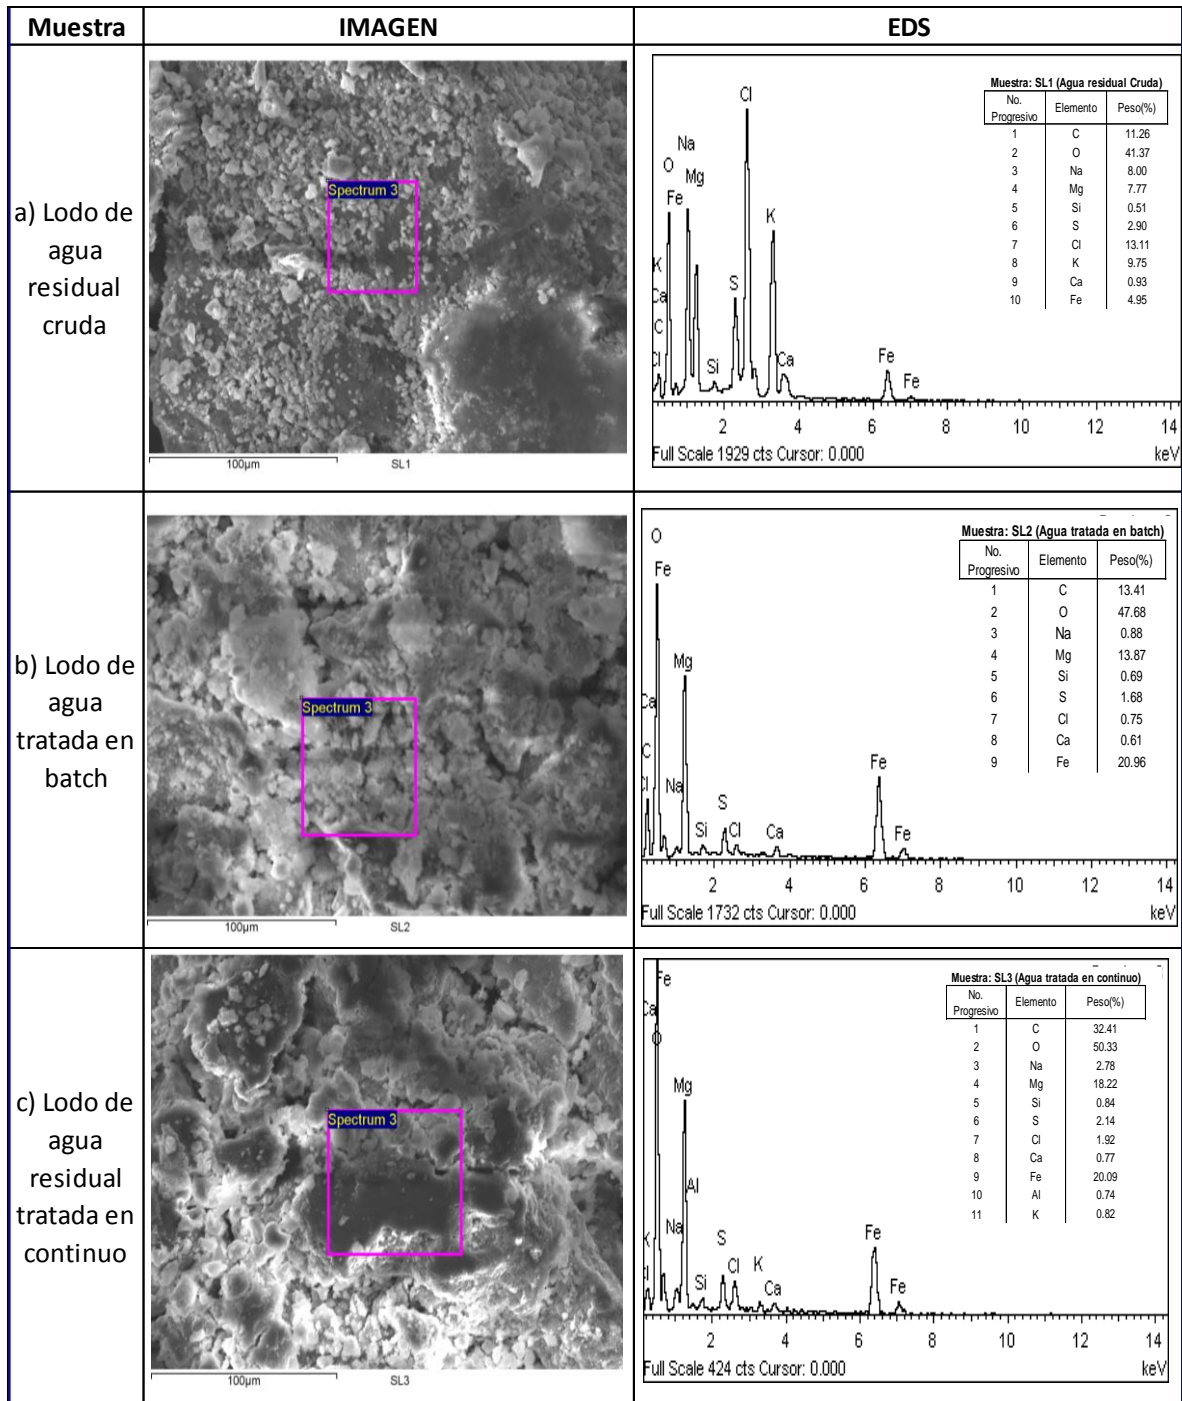 Muestra IMAGEN EDS
a) Lodo de
agua
residual
cruda
Spectrum 3
100µm SL1
Muestra: SL1 (Agua residual Cruda)
No.
Progresivo Elemento Peso(%)
1 C 11.26
2 O 41.37
3 Na 8.00
4 Mg 7.77
5 Si 0.51
6 S 2.90
7 Cl 13.11
8 K 9.75
9 Ca 0.93
10 Fe 4.95
Cl
Na
O
Mg
Fe
K
K
S
Ca
C
Cl
Si
Ca
Fe
Fe
2 4 6 8 10 12 14
Full Scale 1929 cts Cursor: 0.000 keV
b) Lodo de
agua
tratada en
batch
Spectrum 3
100µm SL2
Muestra: SL2 (Agua tratada en batch)
No.
Progresivo Elemento Peso(%)
1 C 13.41
2 O 47.68
3 Na 0.88
4 Mg 13.87
5 Si 0.69
6 S 1.68
7 Cl 0.75
8 Ca 0.61
9 Fe 20.96
O
Fe
Mg
Ca
C
Cl
Na
Si
S
Cl
Ca
Fe
Fe
2 4 6 8 10 12 14
Full Scale 1732 cts Cursor: 0.000 keV
c) Lodo de
agua
residual
tratada en
continuo
Spectrum 3
100µm SL3
Muestra: SL3 (Agua tratada en continuo)
No.
Progresivo Elemento Peso(%)
1 C 32.41
2 O 50.33
3 Na 2.78
4 Mg 18.22
5 Si 0.84
6 S 2.14
7 Cl 1.92
8 Ca 0.77
9 Fe 20.09
10 Al 0.74
11 K 0.82
Fe
Ca
O
Mg
Al
Na
K
Cl
Si
S
Cl
K
Ca
Fe
Fe
2 4 6 8 10 12 14
Full Scale 424 cts Cursor: 0.000 keV